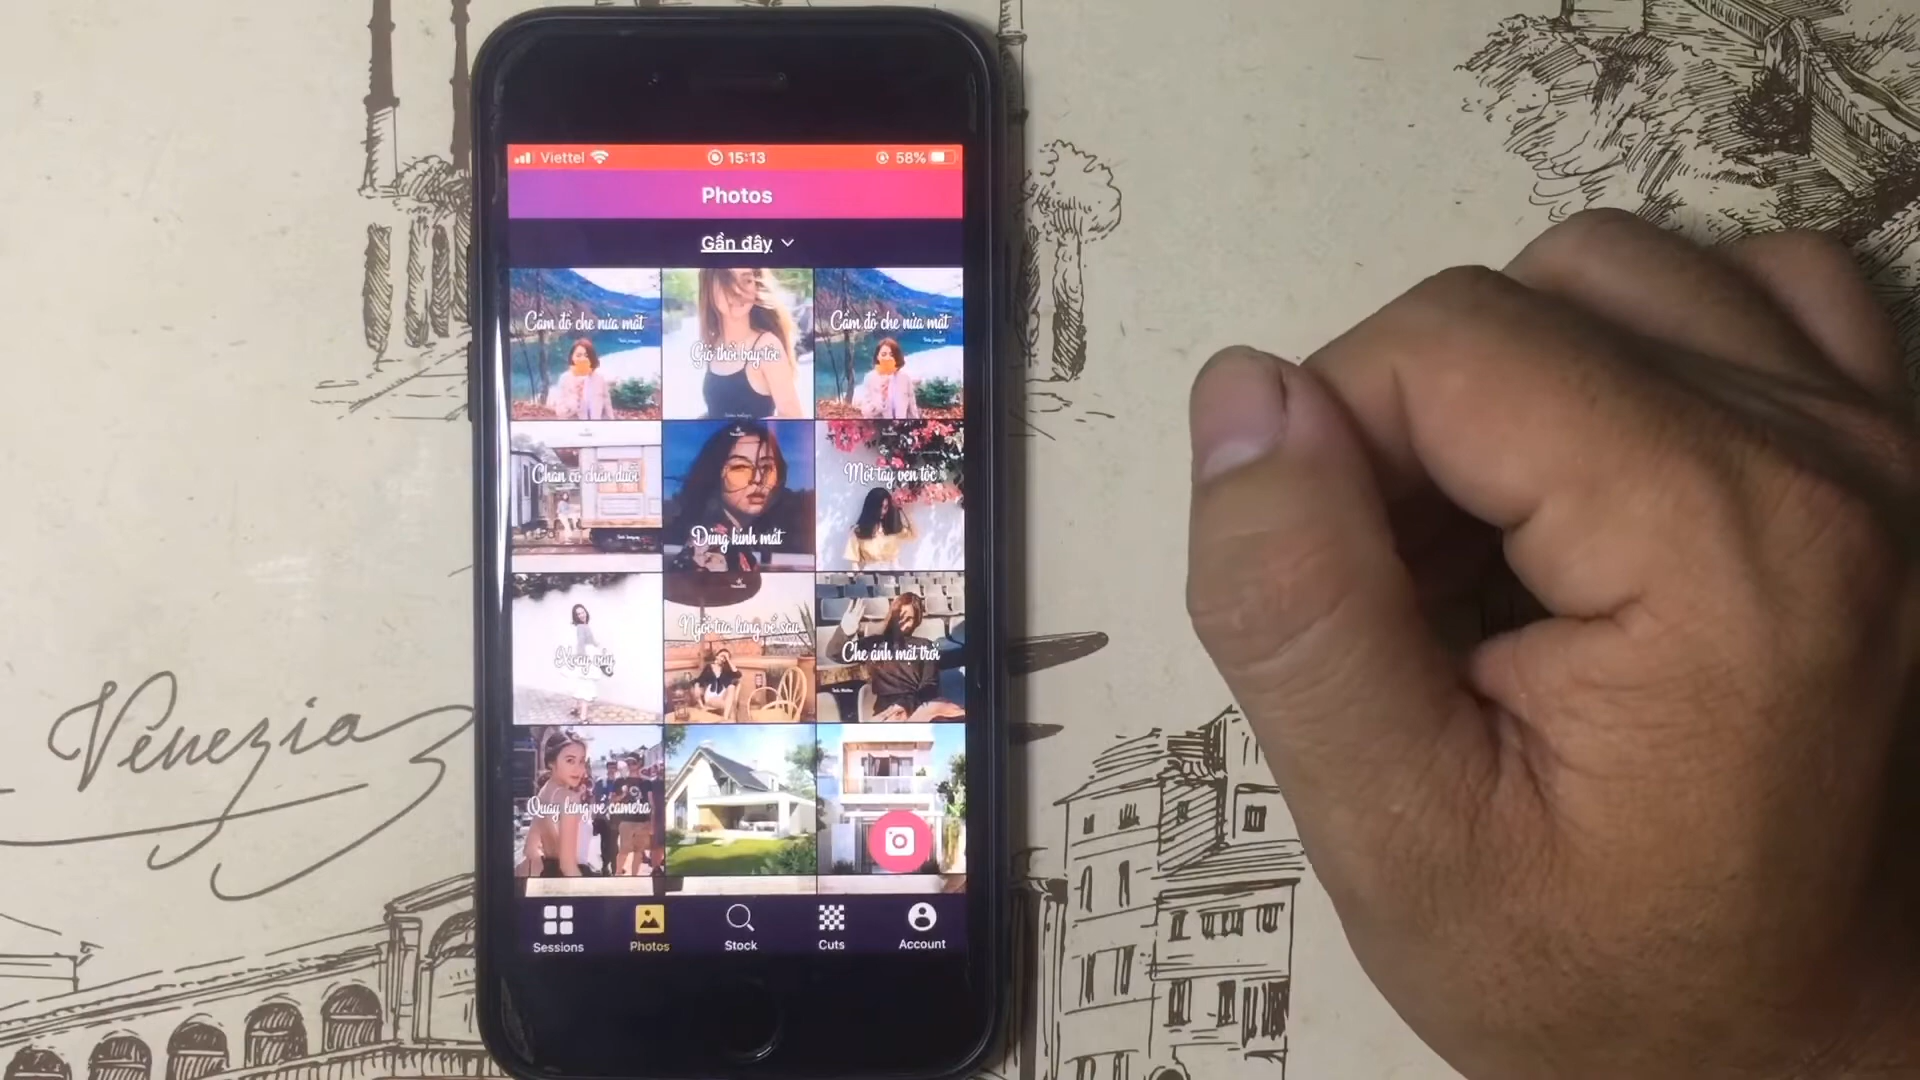 Viettel 15:13 58%
Photos
Gần đây
Cầm đồ che nửa mặt
Gió thổi bay tóc
Cầm đồ che nửa mặt
Chân co chân duỗi
Dùng kính mát
Một tay vén tóc
Xoay váy
Ngồi tựa lưng về sau
Che ánh mặt trời
Quay lưng về camera
Sessions
Photos
Stock
Cuts
Account
Venezia